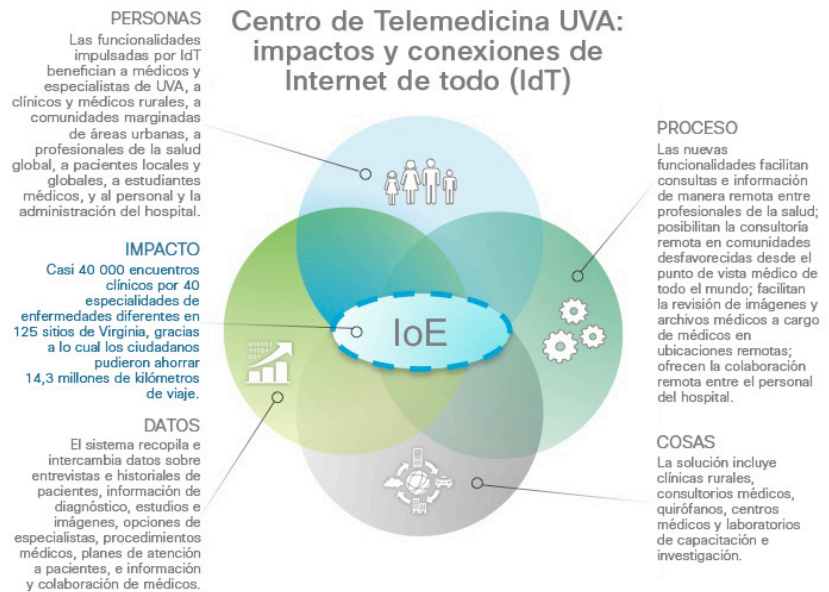 Centro de Telemedicina UVA:
impactos y conexiones de
Internet de todo (IdT)
PERSONAS
Las funcionalidades
impulsadas por IdT
benefician a médicos y
especialistas de UVA, a
clínicos y médicos rurales, a
comunidades marginadas
de áreas urbanas, a
profesionales de la salud
global, a pacientes locales y
globales, a estudiantes
médicos, y al personal y la
administración del hospital.
IMPACTO
Casi 40 000 encuentros
clínicos por 40
especialidades de
enfermedades diferentes en
125 sitios de Virginia, gracias
a lo cual los ciudadanos
pudieron ahorrar
14,3 millones de kilómetros
de viaje.
DATOS
El sistema recopila e
intercambia datos sobre
entrevistas e historiales de
pacientes, información de
diagnóstico, estudios e
imágenes, opciones de
especialistas, procedimientos
médicos, planes de atención
a pacientes, e información
y colaboración de médicos.
IoE
PROCESO
Las nuevas
funcionalidades facilitan
consultas e información
de manera remota entre
profesionales de la salud;
posibilitan la consultoría
remota en comunidades
desfavorecidas desde el
punto de vista médico de
todo el mundo; facilitan
la revisión de imágenes y
archivos médicos a cargo
de médicos en
ubicaciones remotas;
ofrecen la colaboración
remota entre el personal
del hospital.
COSAS
La solución incluye
clínicas rurales,
consultorios médicos,
quirófanos, centros
médicos y laboratorios
de capacitación e
investigación.